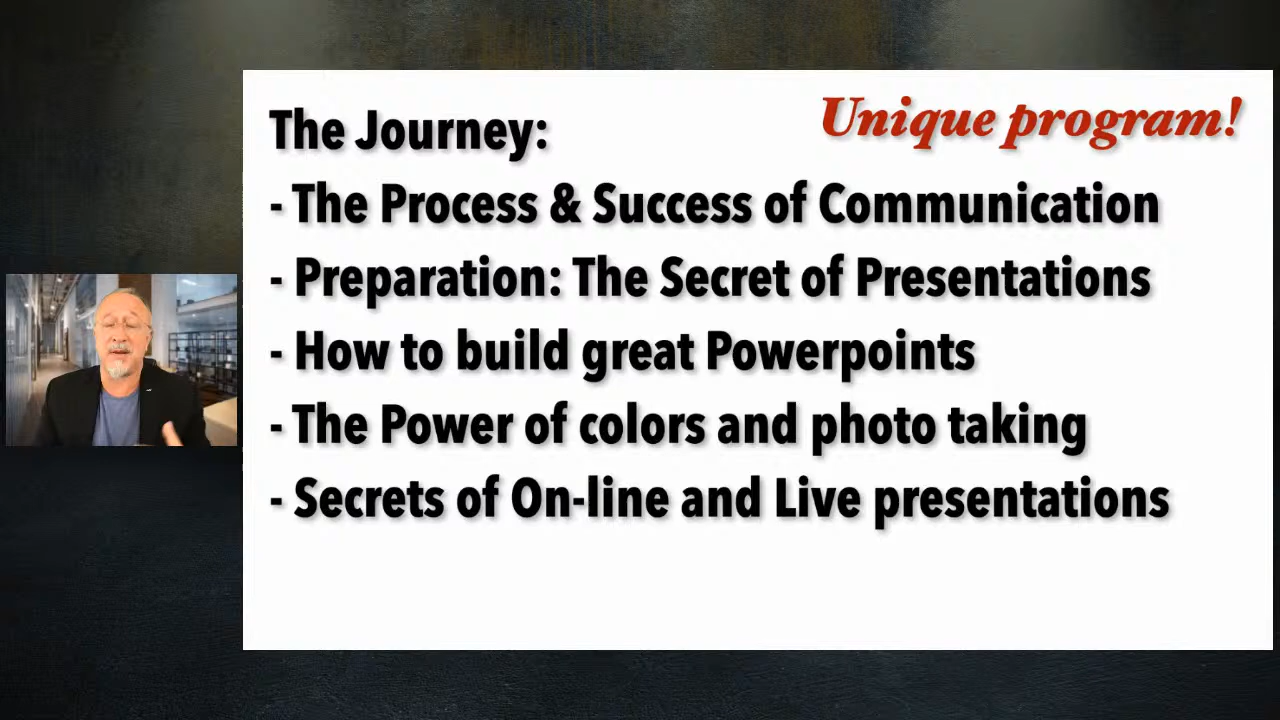 The Journey:
Unique program!
- The Process & Success of Communication
- Preparation: The Secret of Presentations
- How to build great Powerpoints
- The Power of colors and photo taking
- Secrets of On-line and Live presentations